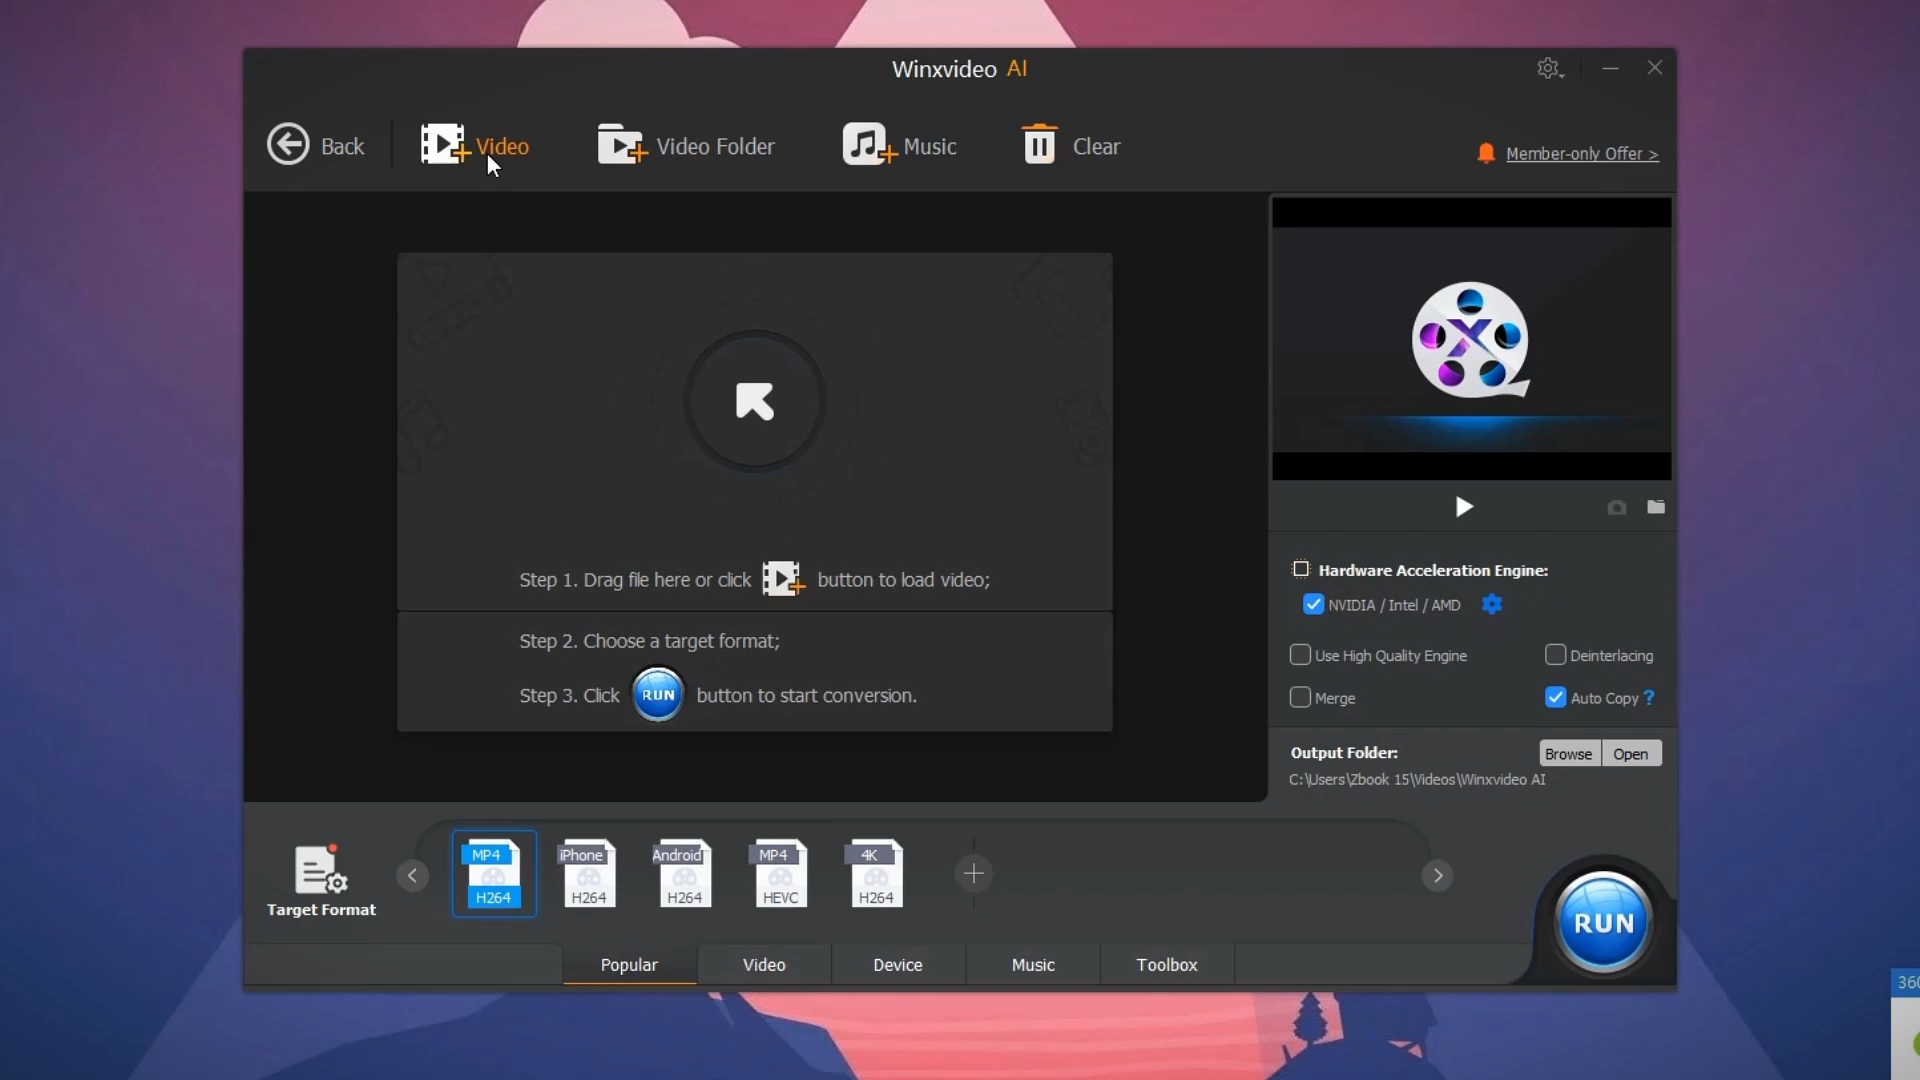 Winxvideo AI
Back
Video
Video Folder
Music
Clear
Member-only Offer >
Step 1. Drag file here or click button to load video;
Step 2. Choose a target format;
Step 3. Click RUN button to start conversion.
Hardware Acceleration Engine:
NVIDIA / Intel / AMD
Use High Quality Engine
Deinterlacing
Merge
Auto Copy ?
Output Folder:
Browse
Open
C:\Users\Zbook 15\Videos\Winxvideo AI
Target Format
MP4
H264
iPhone
H264
Android
H264
MP4
HEVC
4K
H264
RUN
Popular
Video
Device
Music
Toolbox
360